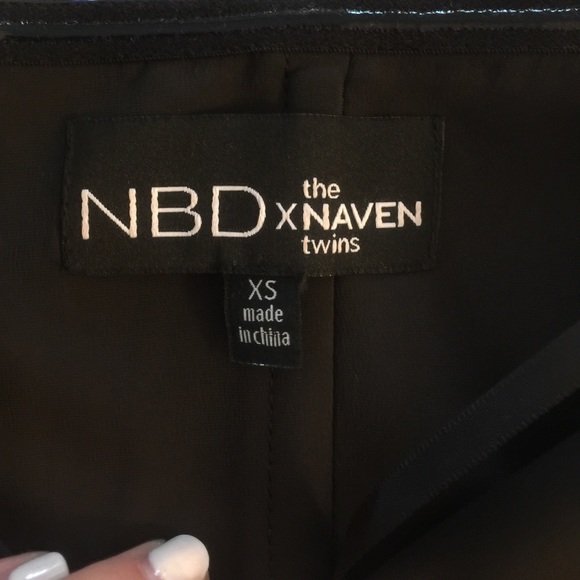 NBD x the NAVEN twins
XS
made
in china